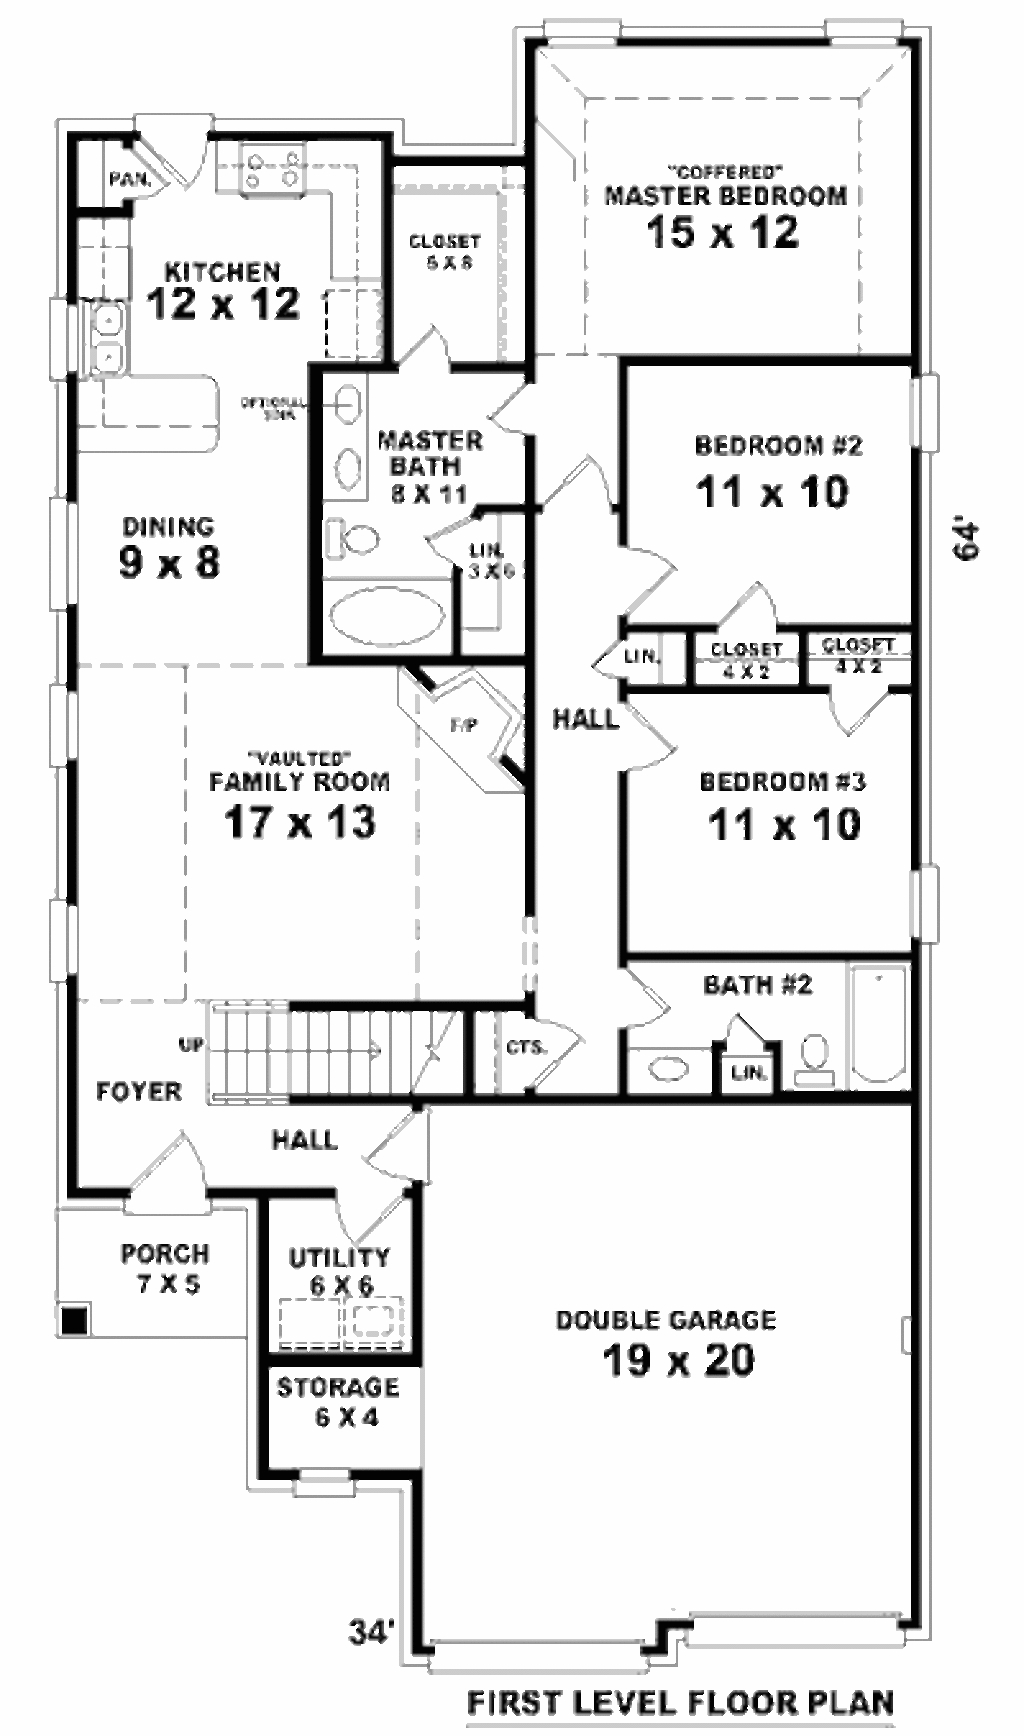 PAN.
KITCHEN
12 x 12
CLOSET
6 X 8
"COFFERED"
MASTER BEDROOM
15 x 12
OPTIONAL
SINK
MASTER
BATH
8 X 11
BEDROOM #2
11 x 10
64'
DINING
9 x 8
LIN.
3 X 6
LIN.
CLOSET
4 X 2
CLOSET
4 X 2
HALL
F/P
"VAULTED"
FAMILY ROOM
17 x 13
BEDROOM #3
11 x 10
BATH #2
UP
CTS.
LIN.
FOYER
HALL
PORCH
7 X 5
UTILITY
6 X 6
DOUBLE GARAGE
19 x 20
STORAGE
6 X 4
34'
FIRST LEVEL FLOOR PLAN